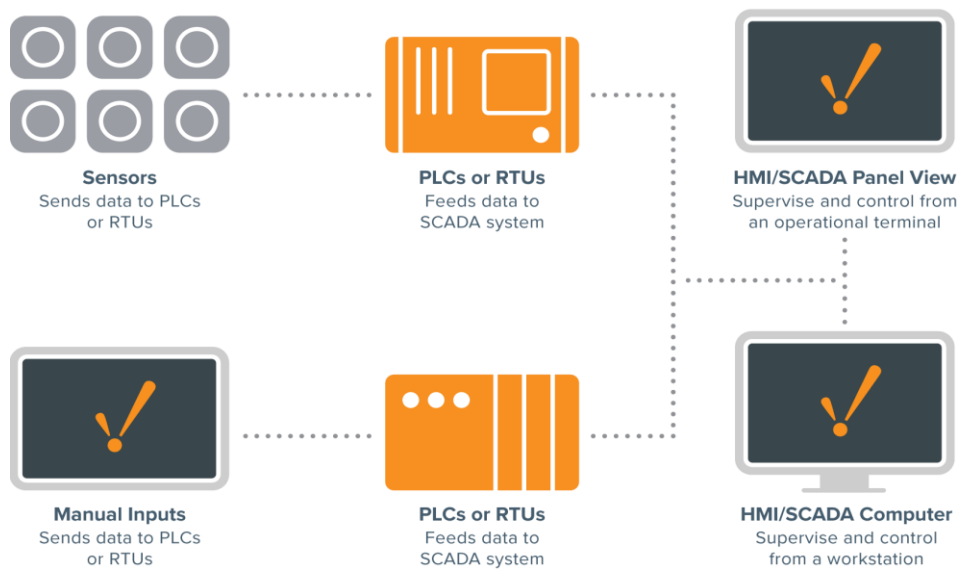 Sensors
Sends data to PLCs
or RTUs
PLCs or RTUs
Feeds data to
SCADA system
HMI/SCADA Panel View
Supervise and control from
an operational terminal
Manual Inputs
Sends data to PLCs
or RTUs
PLCs or RTUs
Feeds data to
SCADA system
HMI/SCADA Computer
Supervise and control
from a workstation